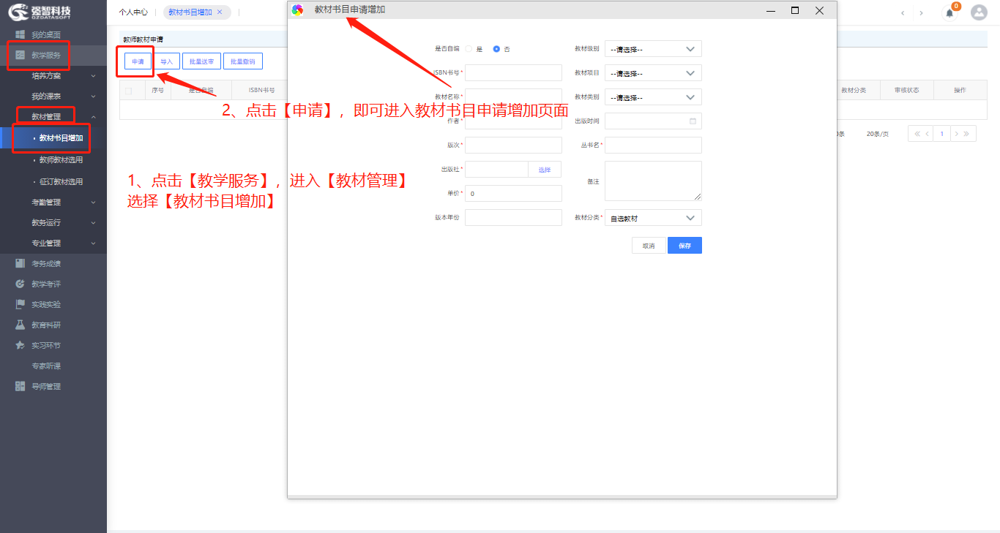 强智科技
QZDATASOFT
个人中心
教材书目增加 ×
0
我的桌面
教学服务
培养方案
我的课表
教材管理
· 教材书目增加
· 教师教材选用
· 征订教材选用
考勤管理
教务运行
专业管理
考务成绩
教学考评
实践实验
教育科研
实习环节
专家听课
导师管理
教师教材申请
申请 导入 批量送审 批量撤销
序号 是否自编 ISBN书号
教材分类 审核状态 操作
0条 20条/页 1
教材书目申请增加
是否自编 是 否 教材级别 --请选择--
ISBN书号* 教材项目 --请选择--
教材名称* 教材类别 --请选择--
作者* 出版时间
版次* 丛书名*
出版社* 选择 备注
单价* 0
版本年份 教材分类* 自选教材
取消 保存
2、点击【申请】，即可进入教材书目申请增加页面
1、点击【教学服务】，进入【教材管理】
选择【教材书目增加】